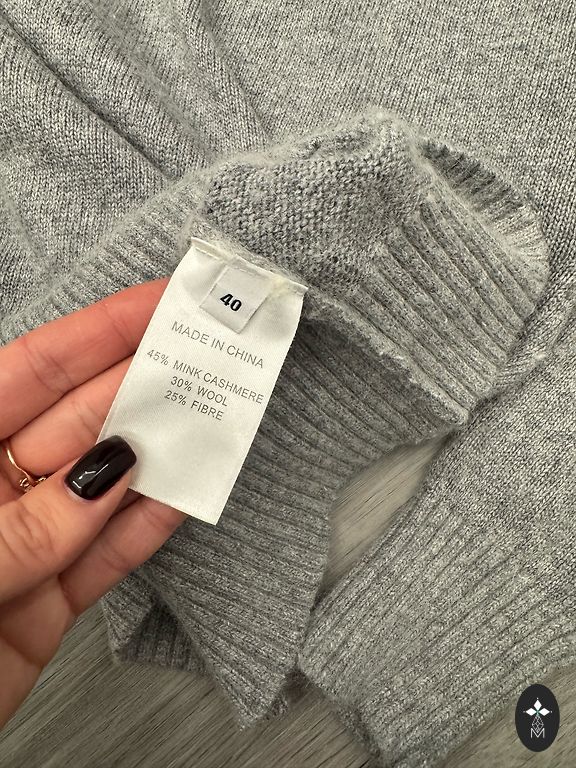 40
MADE IN CHINA
45% MINK CASHMERE
30% WOOL
25% FIBRE
M